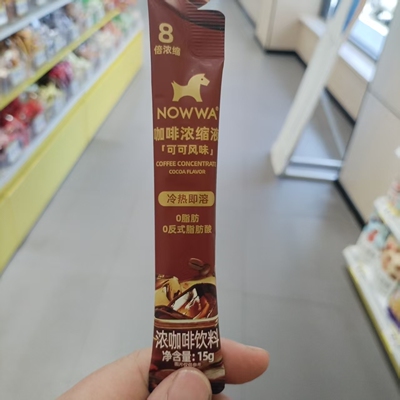 8
倍浓缩
NOWWA
咖啡浓缩液
「可可风味」
COFFEE CONCENTRATE
COCOA FLAVOR
冷热即溶
0脂肪
0反式脂肪酸
浓咖啡饮料
净含量:15g